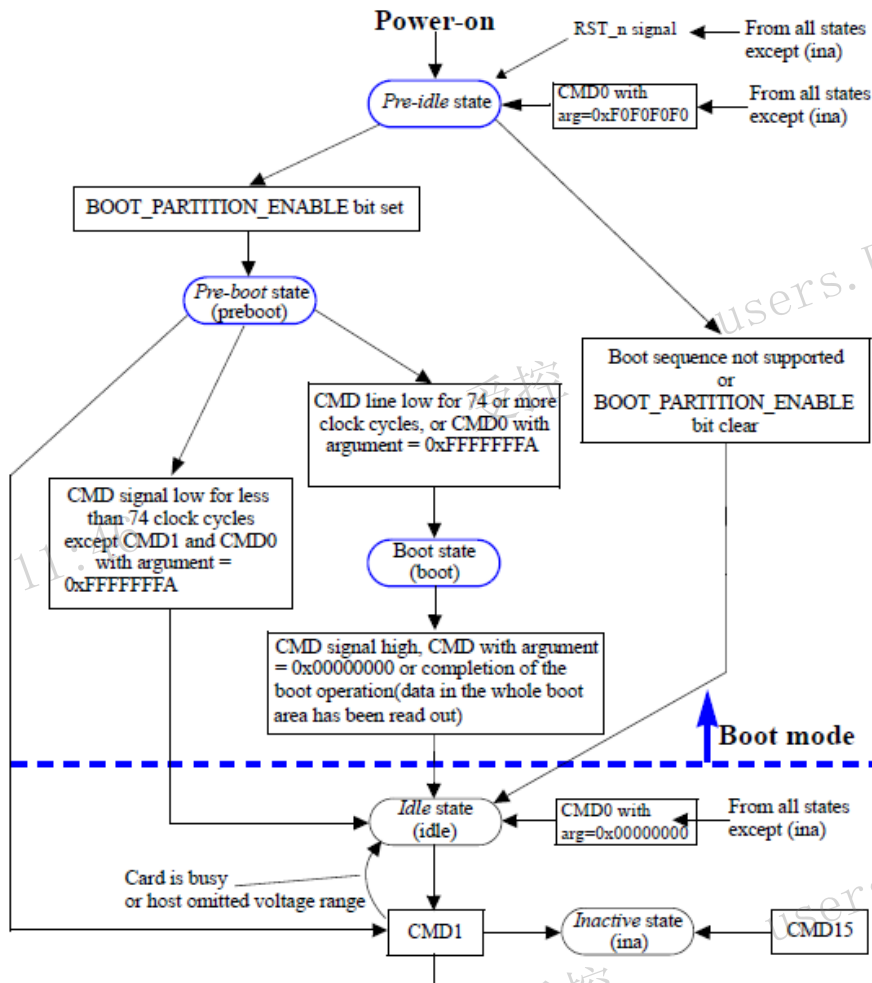 Power-on
RST_n signal
From all states
except (ina)
Pre-idle state
CMD0 with
arg=0xF0F0F0F0
From all states
except (ina)
BOOT_PARTITION_ENABLE bit set
Pre-boot state
(preboot)
users.
Boot sequence not supported
or
BOOT_PARTITION_ENABLE
bit clear
受控
CMD line low for 74 or more
clock cycles, or CMD0 with
argument = 0xFFFFFFFA
CMD signal low for less
than 74 clock cycles
except CMD1 and CMD0
with argument =
0xFFFFFFFA
11:46
Boot state
(boot)
CMD signal high, CMD with argument
= 0x00000000 or completion of the
boot operation(data in the whole boot
area has been read out)
Boot mode
Idle state
(idle)
CMD0 with
arg=0x00000000
From all states
except (ina)
Card is busy
or host omitted voltage range
CMD1
Inactive state
(ina)
CMD15
users